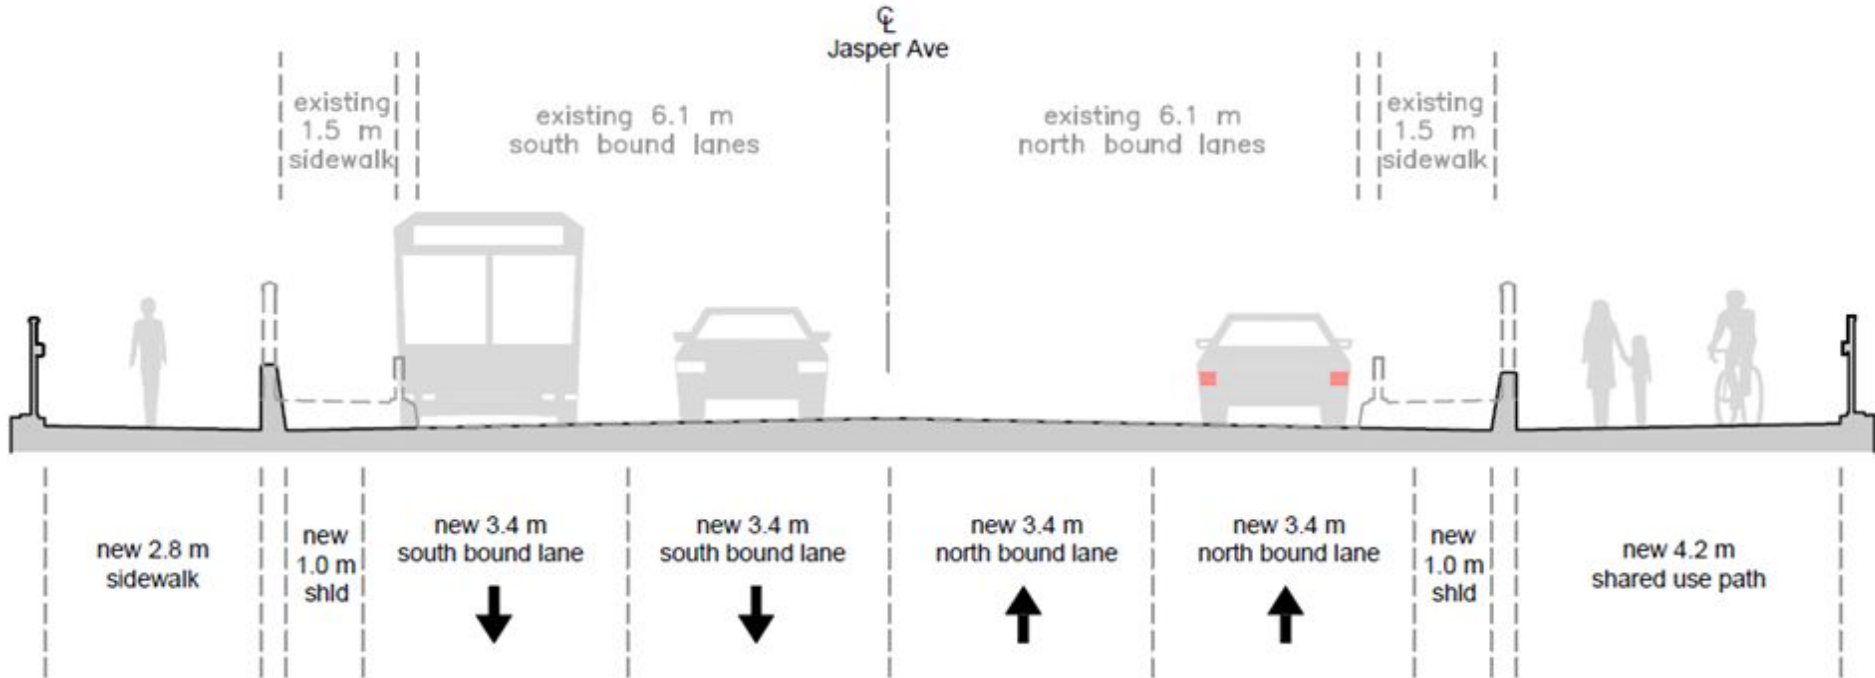 ℄
Jasper Ave
existing
1.5 m
sidewalk
existing 6.1 m
south bound lanes
existing 6.1 m
north bound lanes
existing
1.5 m
sidewalk
new 2.8 m
sidewalk
new
1.0 m
shld
new 3.4 m
south bound lane
new 3.4 m
south bound lane
new 3.4 m
north bound lane
new 3.4 m
north bound lane
new
1.0 m
shld
new 4.2 m
shared use path